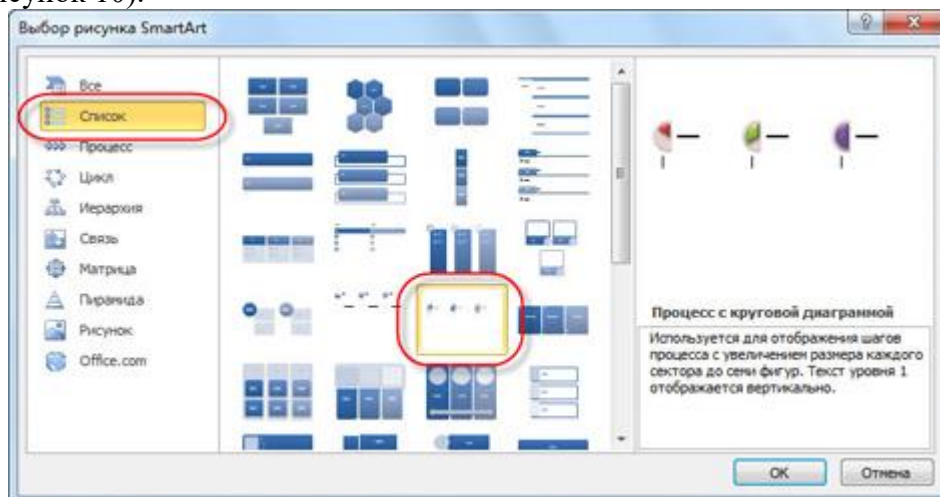 исунок 10).
Выбор рисунка SmartArt
Все
Список
Процесс
Цикл
Иерархия
Связь
Матрица
Пирамида
Рисунок
Office.com
Процесс с круговой диаграммой
Используется для отображения шагов
процесса с увеличением размера каждого
сектора до семи фигур. Текст уровня 1
отображается вертикально.
ОК
Отмена